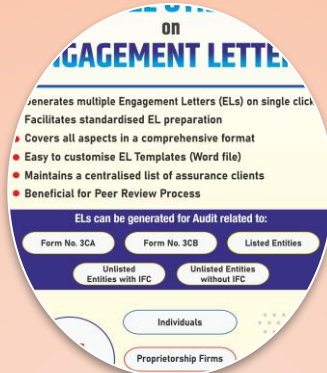 on
ENGAGEMENT LETTER
Generates multiple Engagement Letters (ELs) on single click
Facilitates standardised EL preparation
Covers all aspects in a comprehensive format
Easy to customise EL Templates (Word file)
Maintains a centralised list of assurance clients
Beneficial for Peer Review Process
ELs can be generated for Audit related to:
Form No. 3CA
Form No. 3CB
Listed Entities
Unlisted
Entities with IFC
Unlisted Entities
without IFC
Individuals
Proprietorship Firms